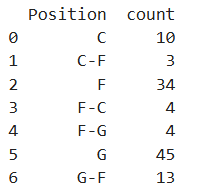 Position count
0 C 10
1 C-F 3
2 F 34
3 F-C 4
4 F-G 4
5 G 45
6 G-F 13